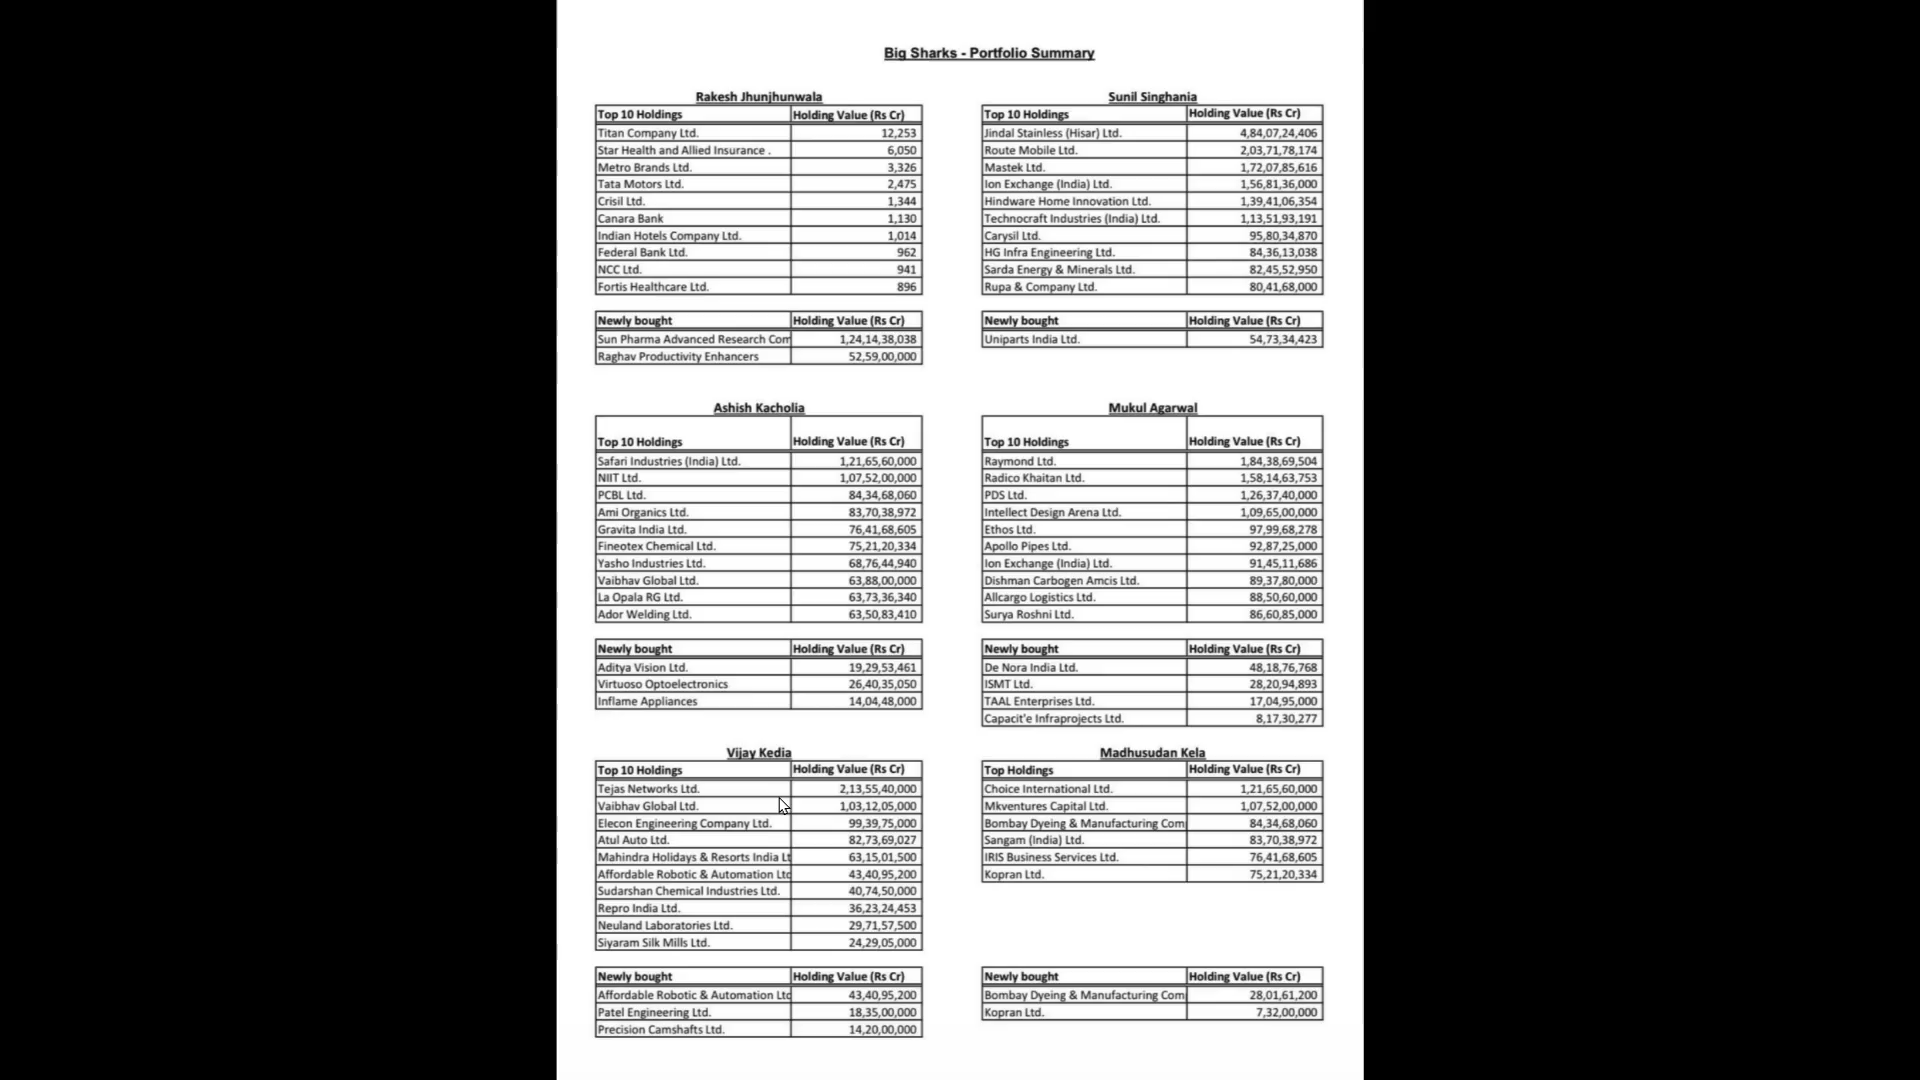 Big Sharks - Portfolio Summary
Rakesh Jhunjhunwala
Top 10 Holdings Holding Value (Rs Cr)
Titan Company Ltd. 12,253
Star Health and Allied Insurance . 6,050
Metro Brands Ltd. 3,326
Tata Motors Ltd. 2,475
Crisil Ltd. 1,344
Canara Bank 1,130
Indian Hotels Company Ltd. 1,014
Federal Bank Ltd. 962
NCC Ltd. 941
Fortis Healthcare Ltd. 896
Newly bought Holding Value (Rs Cr)
Sun Pharma Advanced Research Com 1,24,14,38,038
Raghav Productivity Enhancers 52,59,00,000
Sunil Singhania
Top 10 Holdings Holding Value (Rs Cr)
Jindal Stainless (Hisar) Ltd. 4,84,07,24,406
Route Mobile Ltd. 2,03,71,78,174
Mastek Ltd. 1,72,07,85,616
Ion Exchange (India) Ltd. 1,56,81,36,000
Hindware Home Innovation Ltd. 1,39,41,06,354
Technocraft Industries (India) Ltd. 1,13,51,93,191
Carysil Ltd. 95,80,34,870
HG Infra Engineering Ltd. 84,36,13,038
Sarda Energy & Minerals Ltd. 82,45,52,950
Rupa & Company Ltd. 80,41,68,000
Newly bought Holding Value (Rs Cr)
Uniparts India Ltd. 54,73,34,423
Ashish Kacholia
Top 10 Holdings Holding Value (Rs Cr)
Safari Industries (India) Ltd. 1,21,65,60,000
NIIT Ltd. 1,07,52,00,000
PCBL Ltd. 84,34,68,060
Ami Organics Ltd. 83,70,38,972
Gravita India Ltd. 76,41,68,605
Fineotex Chemical Ltd. 75,21,20,334
Yasho Industries Ltd. 68,76,44,940
Vaibhav Global Ltd. 63,88,00,000
La Opala RG Ltd. 63,73,36,340
Ador Welding Ltd. 63,50,83,410
Newly bought Holding Value (Rs Cr)
Aditya Vision Ltd. 19,29,53,461
Virtuoso Optoelectronics 26,40,35,050
Inflame Appliances 14,04,48,000
Mukul Agarwal
Top 10 Holdings Holding Value (Rs Cr)
Raymond Ltd. 1,84,38,69,504
Radico Khaitan Ltd. 1,58,14,63,753
PDS Ltd. 1,26,37,40,000
Intellect Design Arena Ltd. 1,09,65,00,000
Ethos Ltd. 97,99,68,278
Apollo Pipes Ltd. 92,87,25,000
Ion Exchange (India) Ltd. 91,45,11,686
Dishman Carbogen Amcis Ltd. 89,37,80,000
Allcargo Logistics Ltd. 88,50,60,000
Surya Roshni Ltd. 86,60,85,000
Newly bought Holding Value (Rs Cr)
De Nora India Ltd. 48,18,76,768
ISMT Ltd. 28,20,94,893
TAAL Enterprises Ltd. 17,04,95,000
Capacit'e Infraprojects Ltd. 8,17,30,277
Vijay Kedia
Top 10 Holdings Holding Value (Rs Cr)
Tejas Networks Ltd. 2,13,55,40,000
Vaibhav Global Ltd. 1,03,12,05,000
Elecon Engineering Company Ltd. 99,39,75,000
Atul Auto Ltd. 82,73,69,027
Mahindra Holidays & Resorts India Lt 63,15,01,500
Affordable Robotic & Automation Ltd 43,40,95,200
Sudarshan Chemical Industries Ltd. 40,74,50,000
Repro India Ltd. 36,23,24,453
Neuland Laboratories Ltd. 29,71,57,500
Siyaram Silk Mills Ltd. 24,29,05,000
Newly bought Holding Value (Rs Cr)
Affordable Robotic & Automation Ltd 43,40,95,200
Patel Engineering Ltd. 18,35,00,000
Precision Camshafts Ltd. 14,20,00,000
Madhusudan Kela
Top Holdings Holding Value (Rs Cr)
Choice International Ltd. 1,21,65,60,000
Mkventures Capital Ltd. 1,07,52,00,000
Bombay Dyeing & Manufacturing Com 84,34,68,060
Sangam (India) Ltd. 83,70,38,972
IRIS Business Services Ltd. 76,41,68,605
Kopran Ltd. 75,21,20,334
Newly bought Holding Value (Rs Cr)
Bombay Dyeing & Manufacturing Com 28,01,61,200
Kopran Ltd. 7,32,00,000